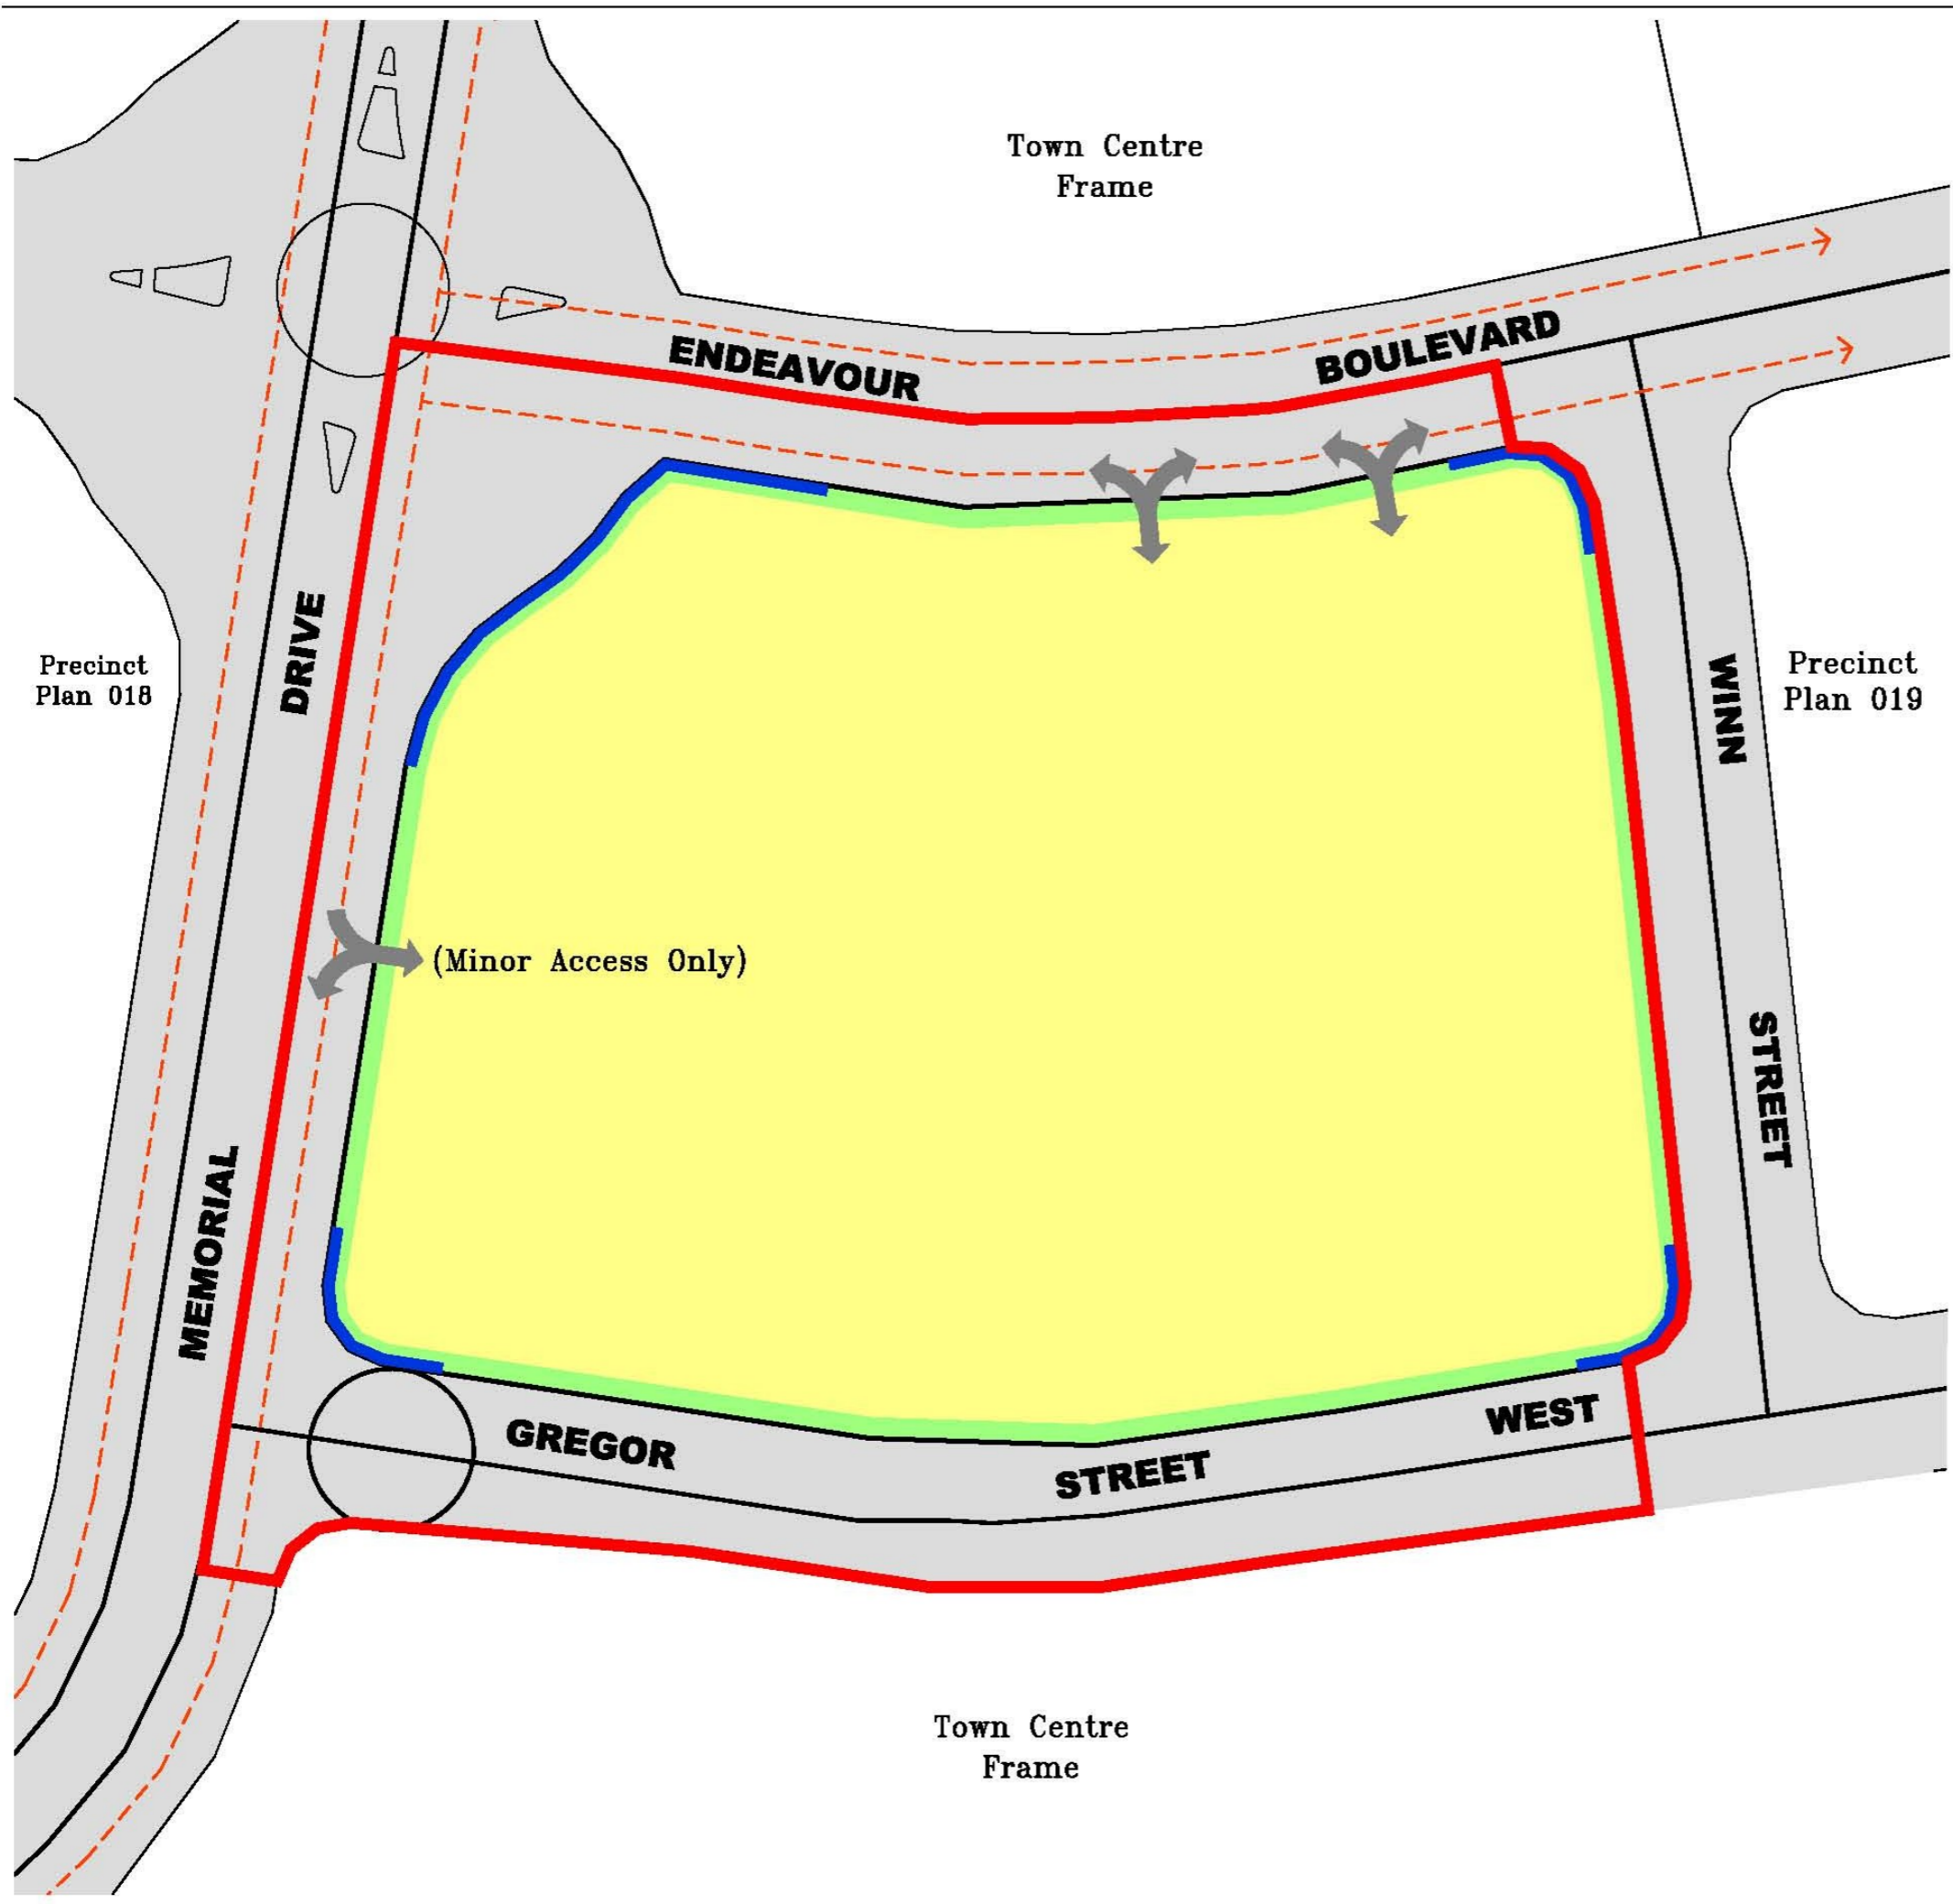 Town Centre
Frame
ENDEAVOUR
BOULEVARD
DRIVE
Precinct
Plan 018
WINN
Precinct
Plan 019
(Minor Access Only)
STREET
MEMORIAL
GREGOR
STREET
WEST
Town Centre
Frame